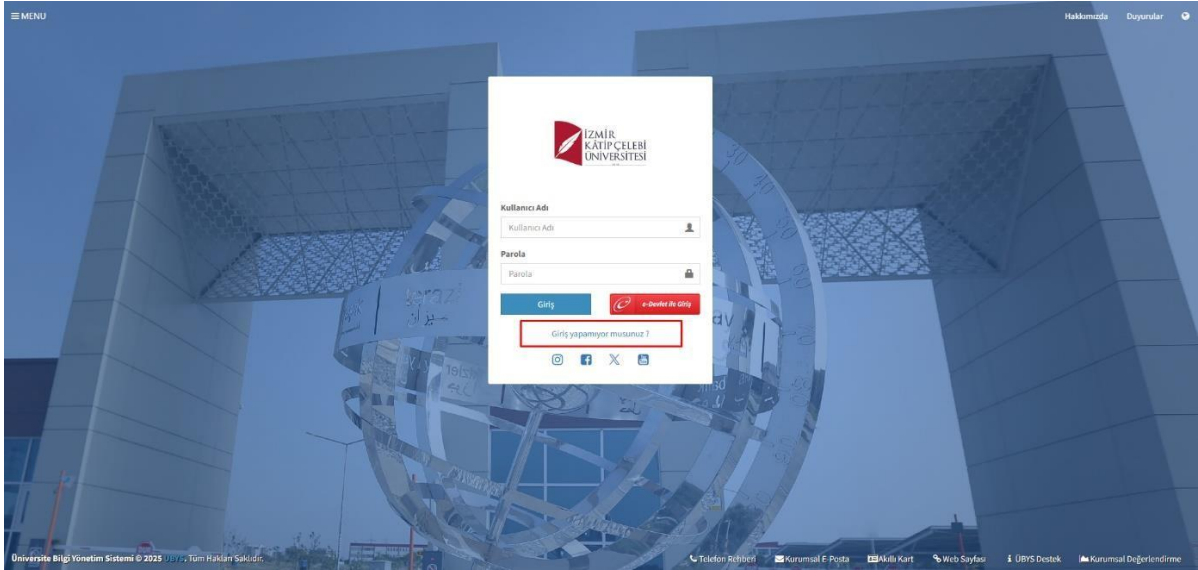 MENU
Hakkımızda Duyurular
İZMİR
KÂTİP ÇELEBİ
ÜNİVERSİTESİ
Kullanıcı Adı
Kullanıcı Adı
Parola
Parola
Giriş e-Devlet ile Giriş
Giriş yapamıyor musunuz ?
terazi
Üniversite Bilgi Yönetim Sistemi © 2025 ÜBYS, Tüm Hakları Saklıdır.
Telefon Rehberi Kurumsal E-Posta Akıllı Kart Web Sayfası ÜBYS Destek Kurumsal Değerlendirme